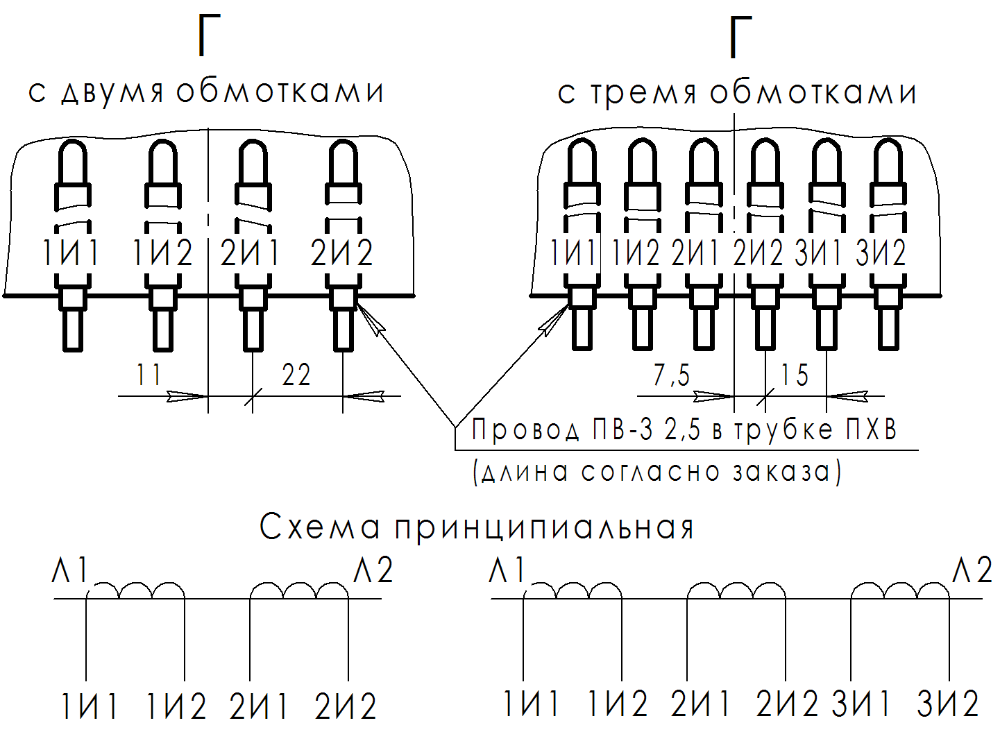 Г
с двумя обмотками
1И1 1И2 2И1 2И2
11 22
Г
с тремя обмотками
1И1 1И2 2И1 2И2 3И1 3И2
7,5 15
Провод ПВ-3 2,5 в трубке ПХВ
(длина согласно заказа)
Схема принципиальная
Л1 Л2
1И1 1И2 2И1 2И2
Л1 Л2
1И1 1И2 2И1 2И2 3И1 3И2